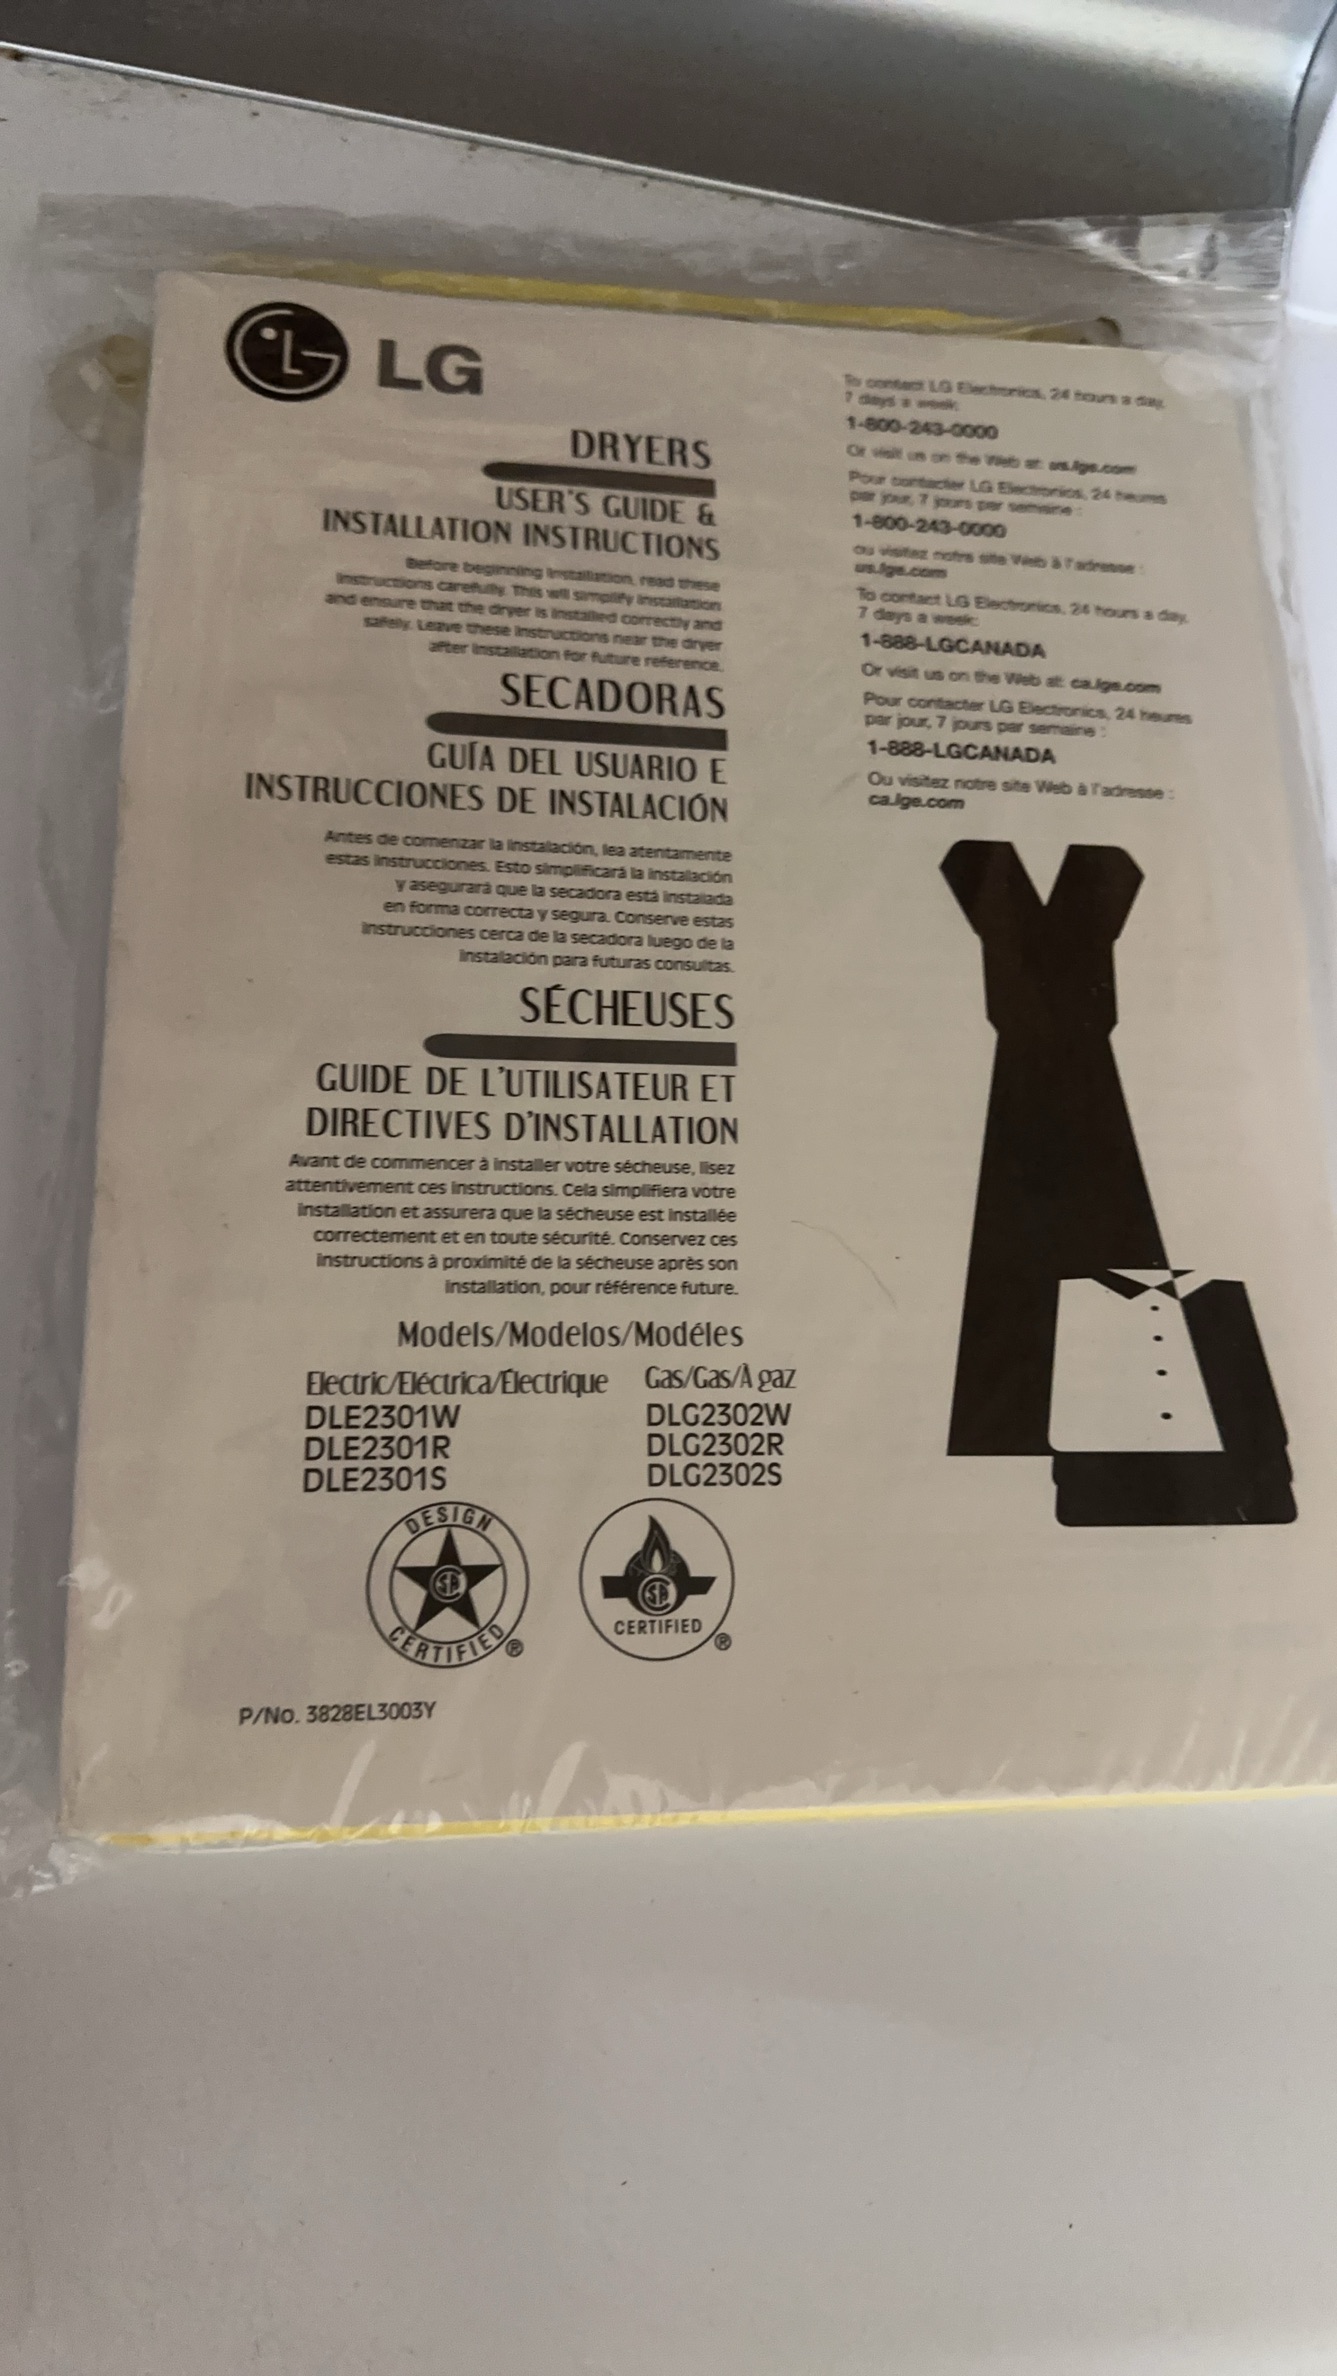 LG
DRYERS
USER'S GUIDE &
INSTALLATION INSTRUCTIONS
Before beginning installation, read these
instructions carefully. This will simplify installation
and ensure that the dryer is installed correctly and
safely. Leave these instructions near the dryer
after installation for future reference.
SECADORAS
GUÍA DEL USUARIO E
INSTRUCCIONES DE INSTALACIÓN
Antes de comenzar la instalación, lea atentamente
estas instrucciones. Esto simplificará la instalación
y asegurará que la secadora está instalada
en forma correcta y segura. Conserve estas
instrucciones cerca de la secadora luego de la
instalación para futuras consultas.
SÉCHEUSES
GUIDE DE L'UTILISATEUR ET
DIRECTIVES D'INSTALLATION
Avant de commencer à installer votre sécheuse, lisez
attentivement ces instructions. Cela simplifiera votre
installation et assurera que la sécheuse est installée
correctement et en toute sécurité. Conservez ces
instructions à proximité de la sécheuse après son
installation, pour référence future.
Models/Modelos/Modéles
Electric/Eléctrica/Électrique
DLE2301W
DLE2301R
DLE2301S
Gas/Gas/À gaz
DLG2302W
DLG2302R
DLG2302S
DESIGN
CERTIFIED ®
CERTIFIED ®
P/No. 3828EL3003Y
To contact LG Electronics, 24 hours a day,
7 days a week:
1-800-243-0000
Or visit us on the Web at: us.lge.com
Pour contacter LG Electronics, 24 heures
par jour, 7 jours par semaine :
1-800-243-0000
ou visitez notre site Web à l'adresse :
us.lge.com
To contact LG Electronics, 24 hours a day,
7 days a week:
1-888-LGCANADA
Or visit us on the Web at: ca.lge.com
Pour contacter LG Electronics, 24 heures
par jour, 7 jours par semaine :
1-888-LGCANADA
Ou visitez notre site Web à l'adresse :
ca.lge.com